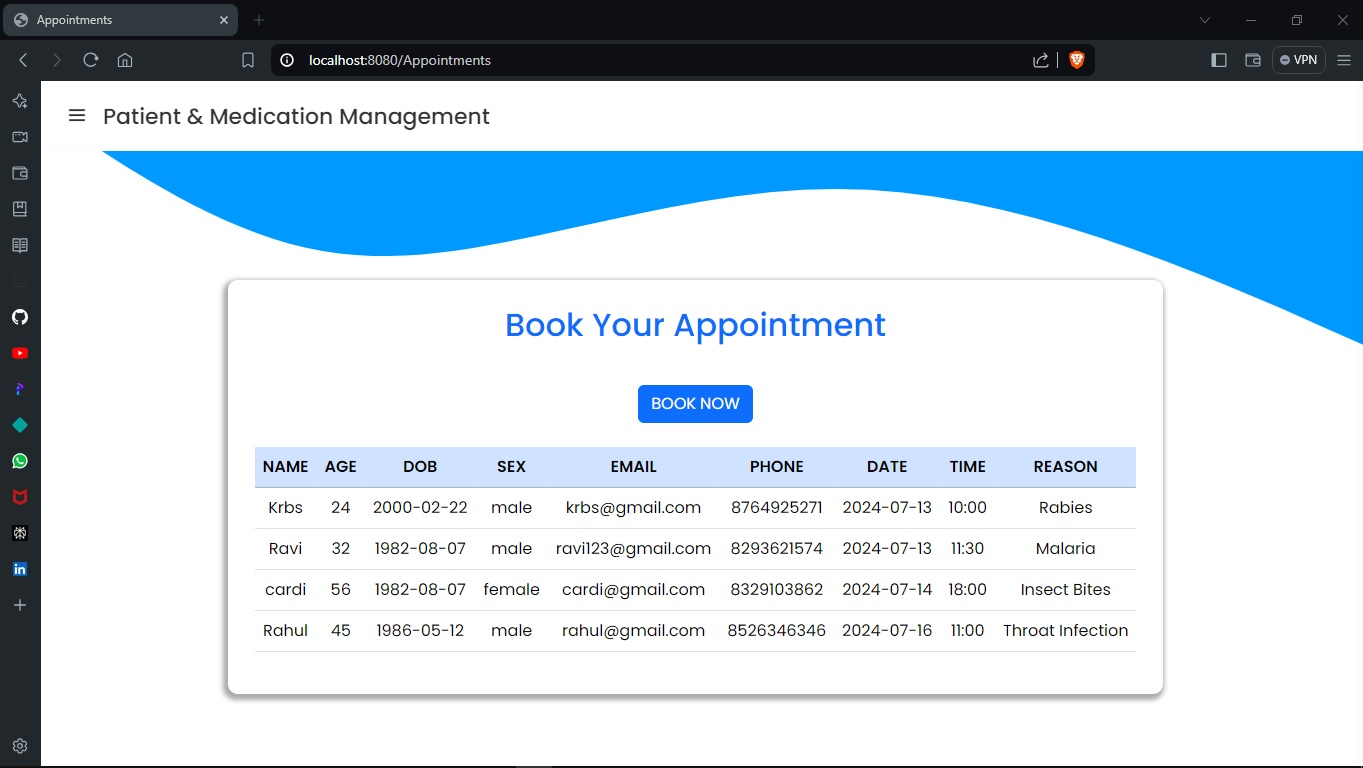 Appointments
localhost:8080/Appointments
VPN
Patient & Medication Management
Book Your Appointment
BOOK NOW
NAME AGE DOB SEX EMAIL PHONE DATE TIME REASON
Krbs 24 2000-02-22 male krbs@gmail.com 8764925271 2024-07-13 10:00 Rabies
Ravi 32 1982-08-07 male ravi123@gmail.com 8293621574 2024-07-13 11:30 Malaria
cardi 56 1982-08-07 female cardi@gmail.com 8329103862 2024-07-14 18:00 Insect Bites
Rahul 45 1986-05-12 male rahul@gmail.com 8526346346 2024-07-16 11:00 Throat Infection
in